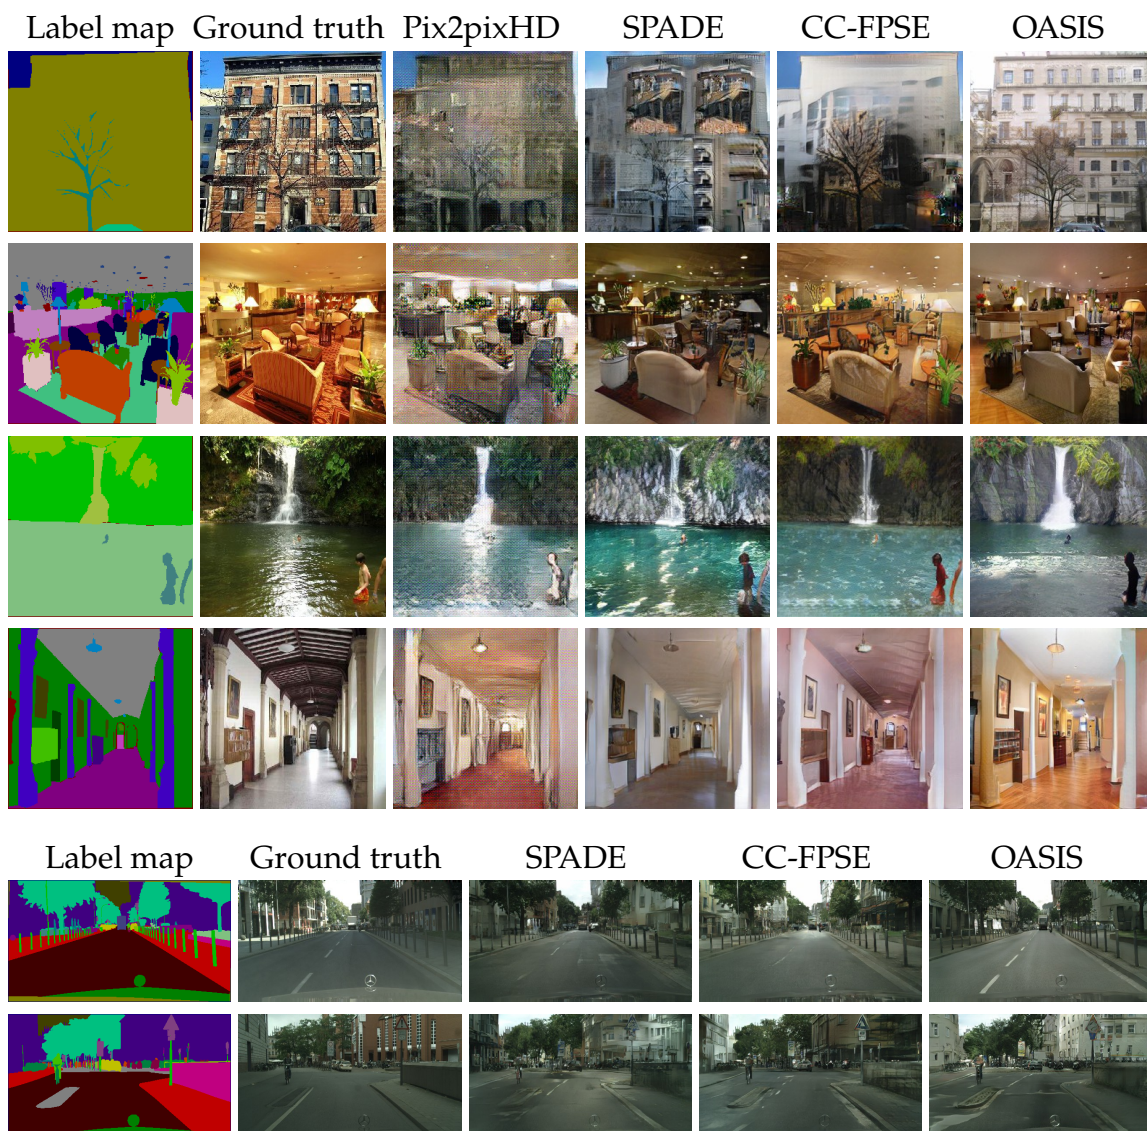 Label map Ground truth Pix2pixHD SPADE CC-FPSE OASIS
Label map Ground truth SPADE CC-FPSE OASIS